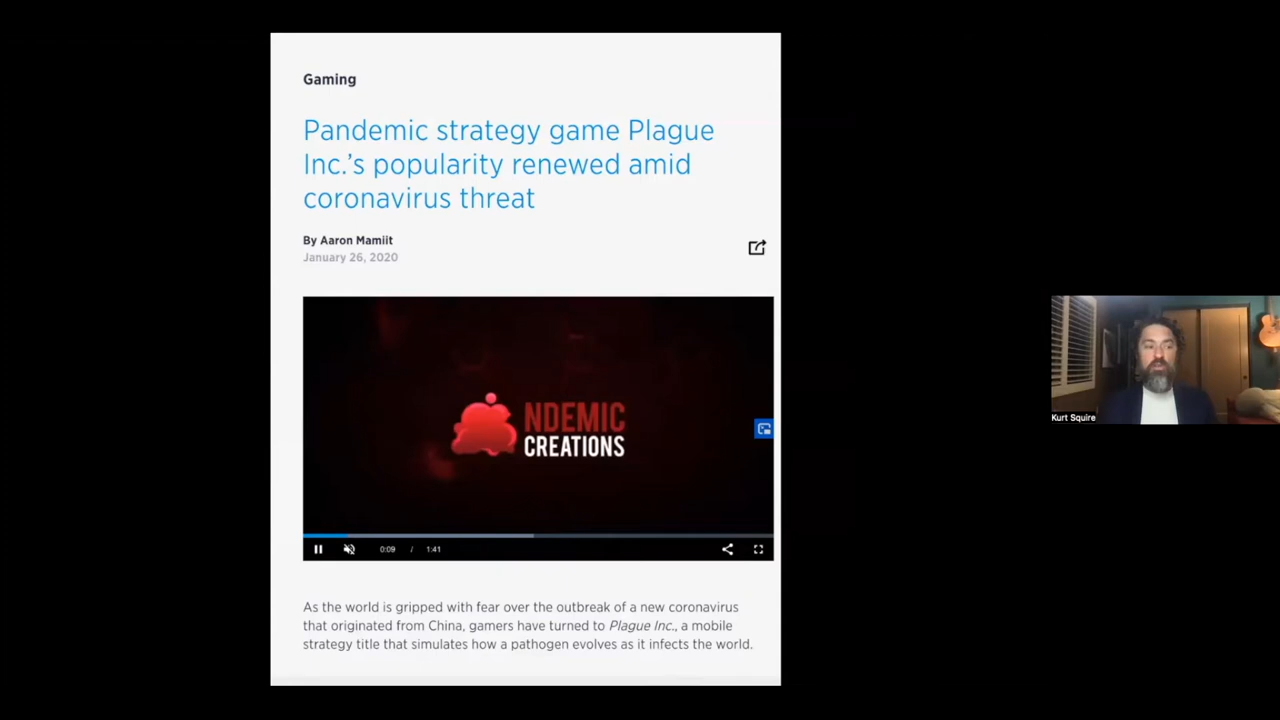 Gaming
Pandemic strategy game Plague
Inc.’s popularity renewed amid
coronavirus threat
By Aaron Mamiit
January 26, 2020
NDEMIC
CREATIONS
0:09 / 1:41
As the world is gripped with fear over the outbreak of a new coronavirus
that originated from China, gamers have turned to Plague Inc., a mobile
strategy title that simulates how a pathogen evolves as it infects the world.
Kurt Squire